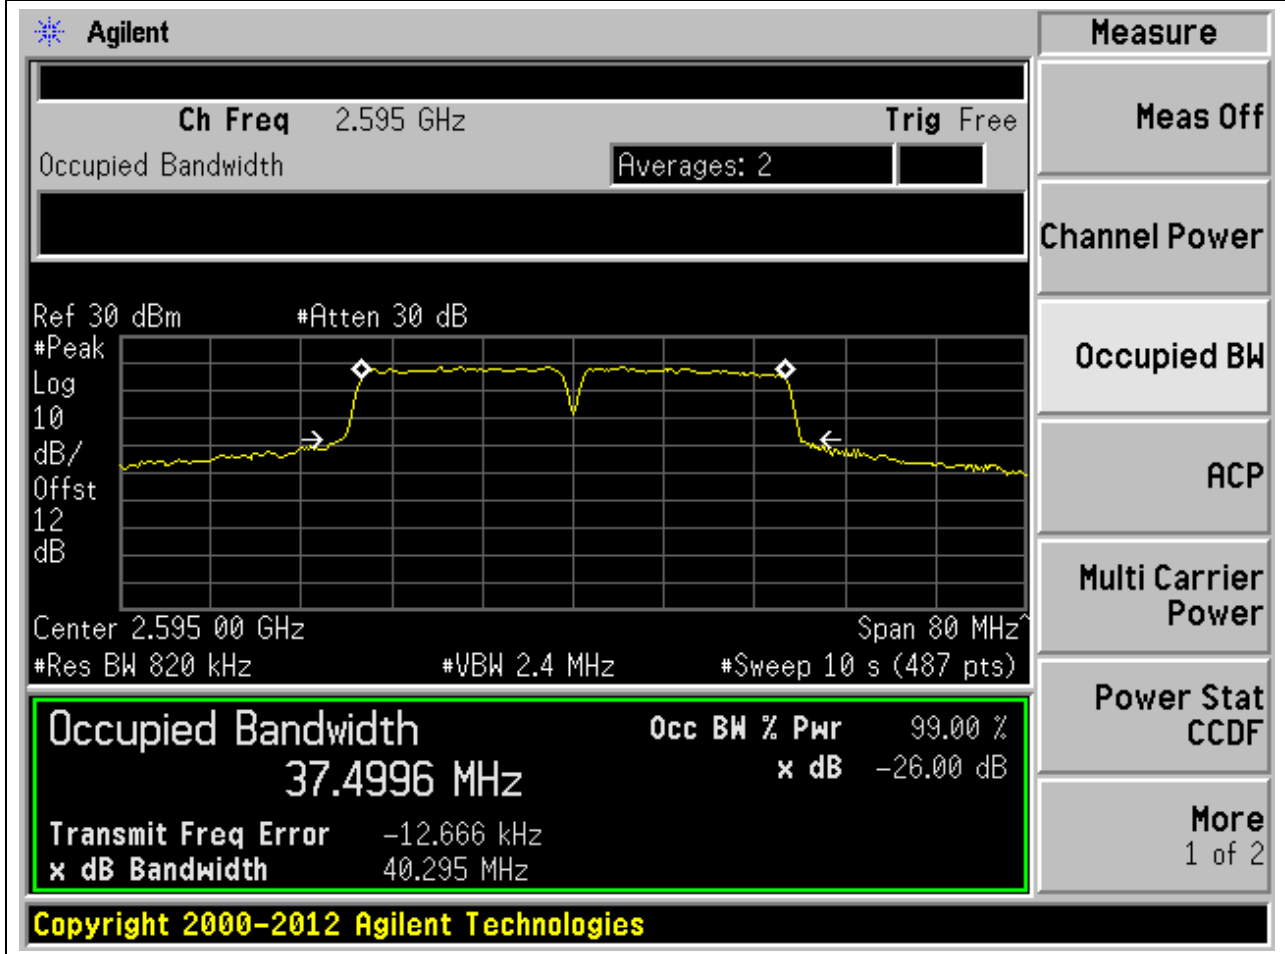 Agilent
Measure
Ch Freq 2.595 GHz Trig Free
Meas Off
Occupied Bandwidth Averages: 2
Channel Power
Ref 30 dBm #Atten 30 dB
#Peak
Log
10
dB/
Offst
12
dB
Occupied BW
ACP
Center 2.595 00 GHz Span 80 MHz^
#Res BW 820 kHz #VBW 2.4 MHz #Sweep 10 s (487 pts)
Multi Carrier
Power
Occupied Bandwidth Occ BW % Pwr 99.00 %
37.4996 MHz x dB -26.00 dB
Transmit Freq Error -12.666 kHz
x dB Bandwidth 40.295 MHz
Power Stat
CCDF
More
1 of 2
Copyright 2000-2012 Agilent Technologies